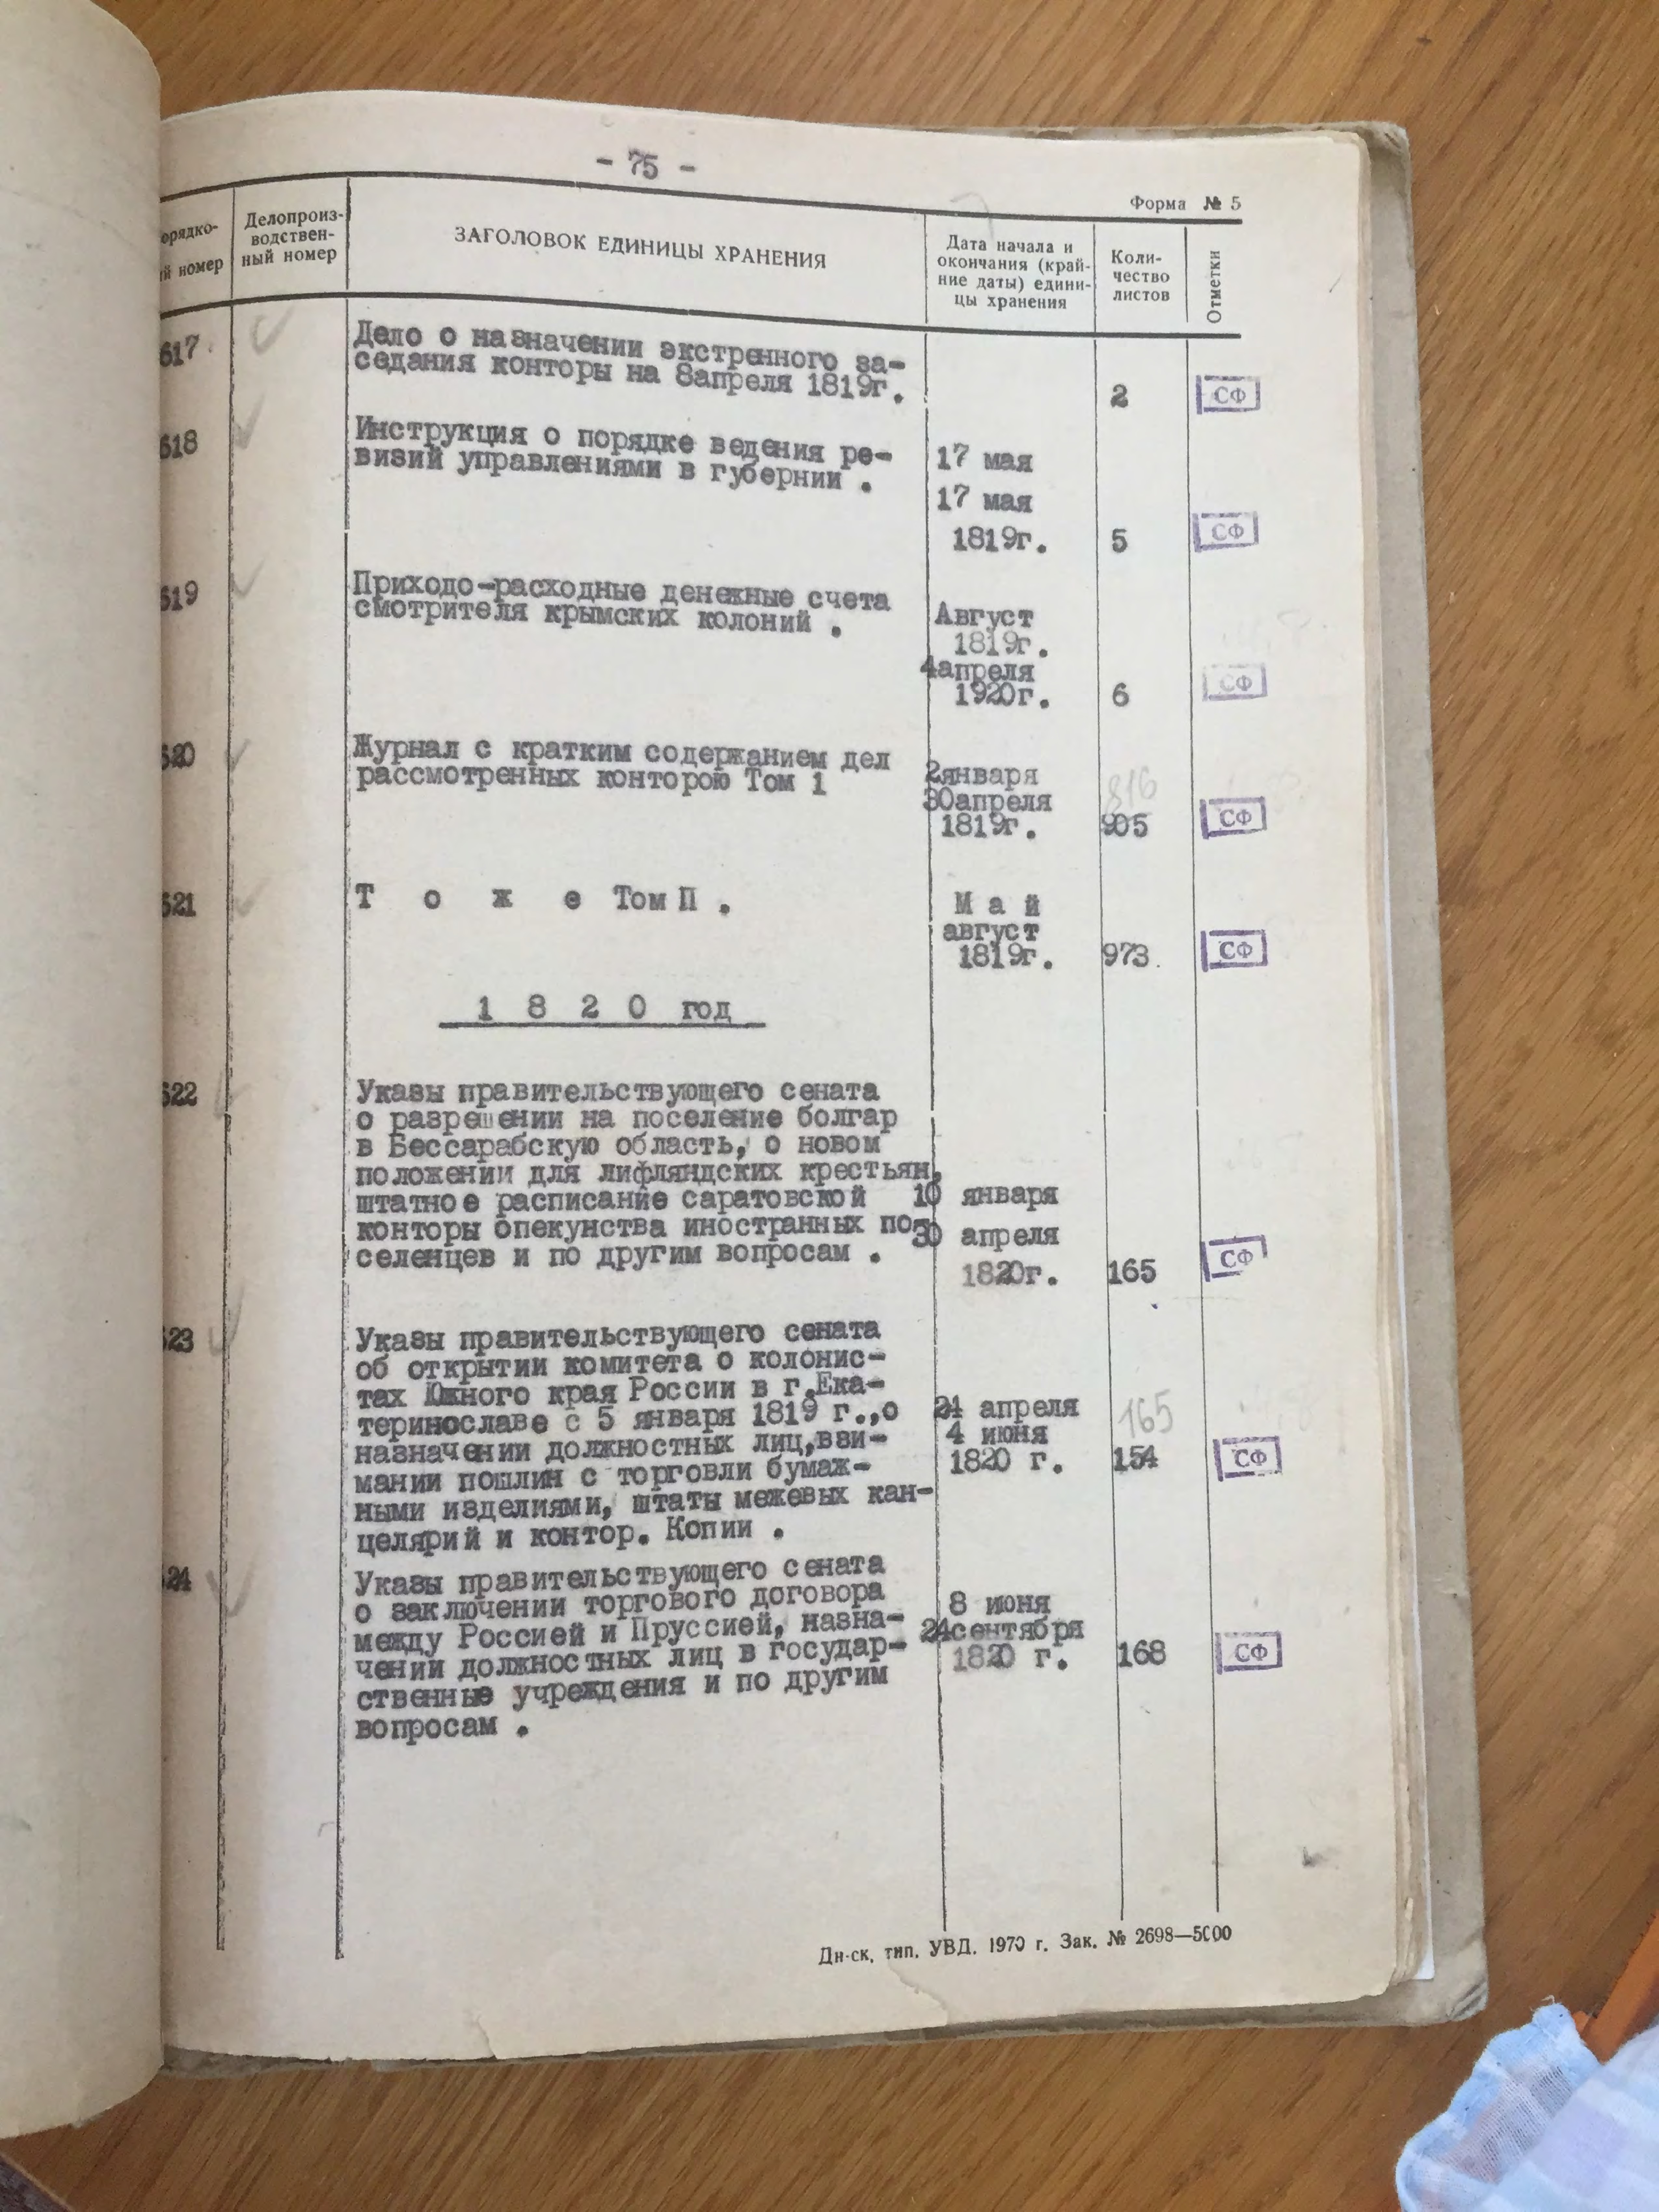 - 75 -
Форма № 5
орядко-
й номер
Делопроиз-
водствен-
ный номер
ЗАГОЛОВОК ЕДИНИЦЫ ХРАНЕНИЯ
Дата начала и
окончания (край-
ние даты) едини-
цы хранения
Коли-
чество
листов
Отметки
617
Дело о назначении экстренного за-
седания конторы на 8апреля 1819г.
2
СФ
618
Инструкция о порядке ведения ре-
визий управлениями в губернии .
17 мая
17 мая
1819г.
5
СФ
619
Приходо-расходные денежные счета
смотрителя крымских колоний .
Август
1819г.
4апреля
1920г.
6
СФ
620
Журнал с кратким содержанием дел
рассмотренных конторою Том 1
2января
30апреля
1819г.
816
905
СФ
621
Т о ж е Том П .
М а й
август
1819г.
973
СФ
1 8 2 0 год
622
Указы правительствующего сената
о разрешении на поселение болгар
в Бессарабскую область, о новом
положении для лифляндских крестьян,
штатное расписание саратовской
конторы опекунства иностранных по-
селенцев и по другим вопросам .
10 января
30 апреля
1820г.
165
СФ
623
Указы правительствующего сената
об открытии комитета о колонис-
тах Южного края России в г.Ека-
теринославе с 5 января 1819 г.,о
назначении должностных лиц,взи-
мании пошлин с торговли бумаж-
ными изделиями, штаты межевых кан-
целярий и контор. Копии .
21 апреля
4 июня
1820 г.
165
154
СФ
24
Указы правительствующего сената
о заключении торгового договора
между Россией и Пруссией, назна-
чении должностных лиц в государ-
ственные учреждения и по другим
вопросам .
8 июня
24сентября
1820 г.
168
СФ
Дн-ск, тип. УВД. 1970 г. Зак. № 2698—5000